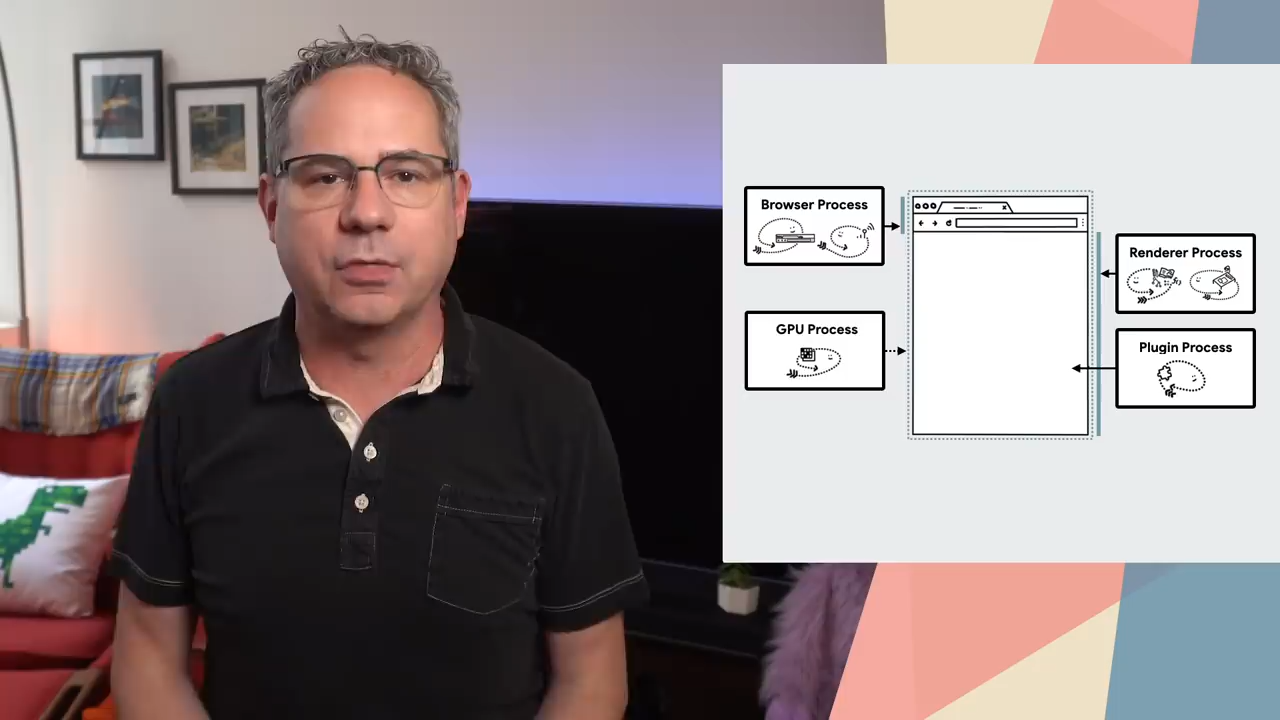 Browser Process
Renderer Process
GPU Process
Plugin Process